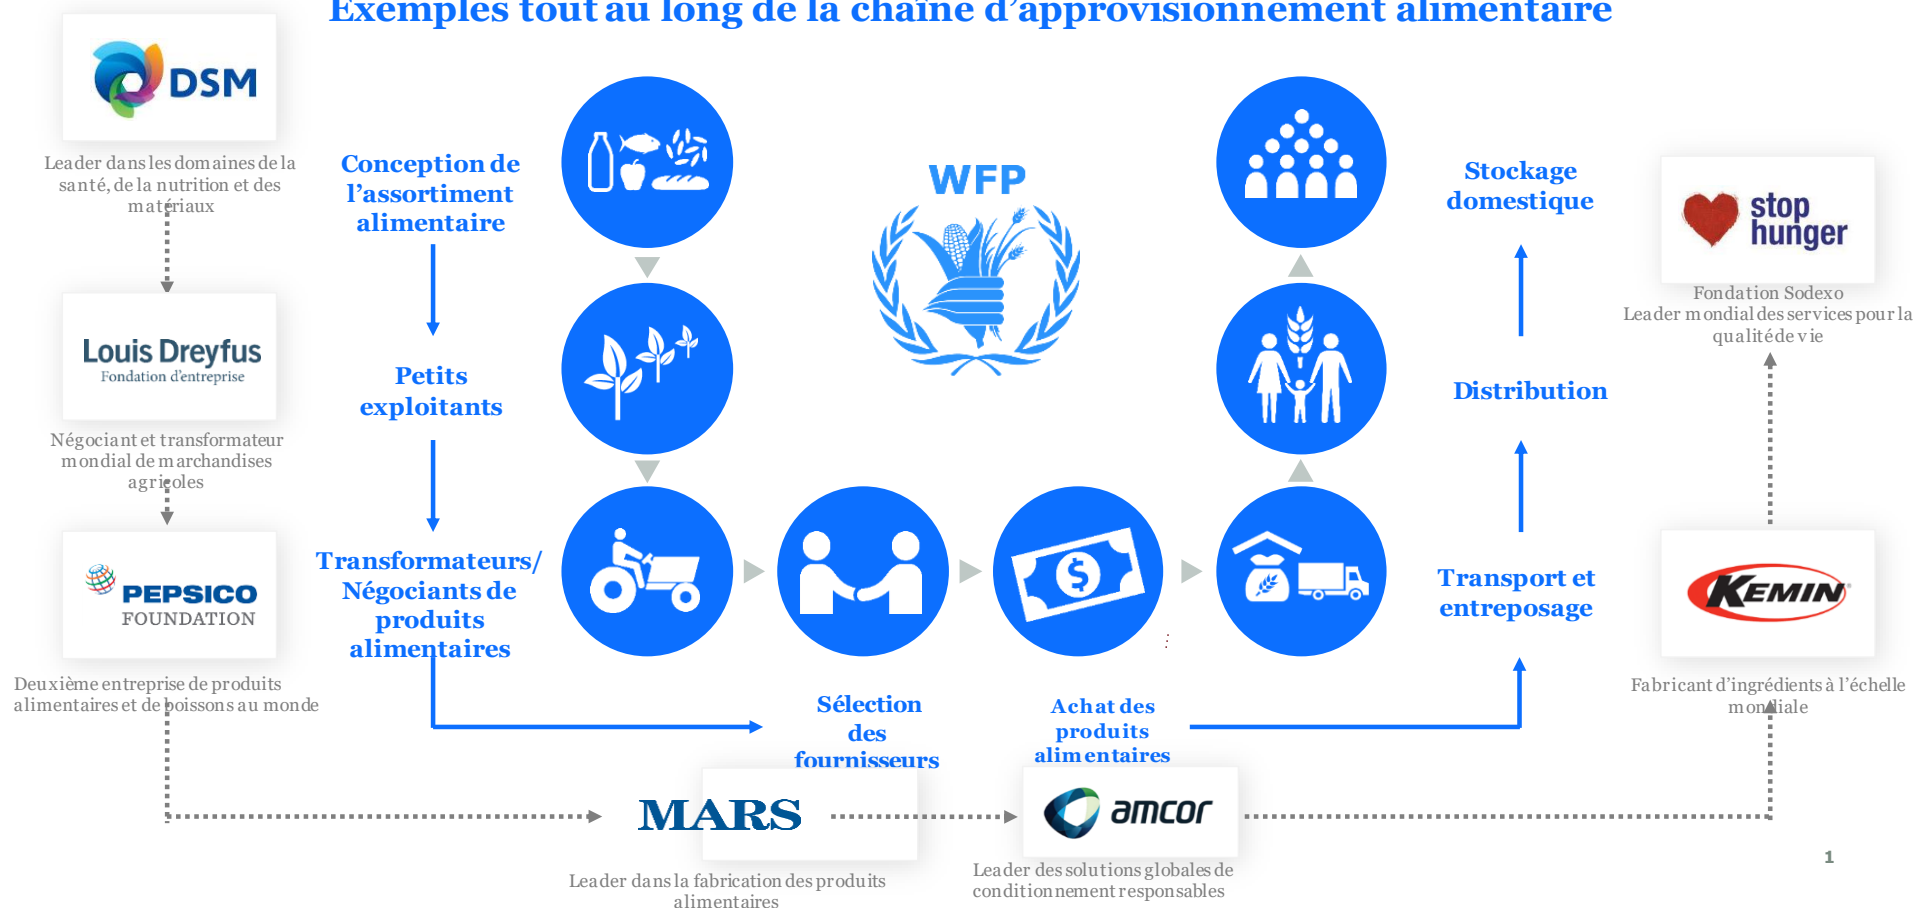 Exemples tout au long de la chaîne d’approvisionnement alimentaire
DSM
Leader dans les domaines de la
santé, de la nutrition et des
matériaux
Louis Dreyfus
Fondation d'entreprise
Négociant et transformateur
mondial de marchandises
agricoles
PEPSICO
FOUNDATION
Deuxième entreprise de produits
alimentaires et de boissons au monde
Conception de
l’assortiment
alimentaire
Petits
exploitants
Transformateurs/
Négociants de
produits
alimentaires
WFP
$
Sélection
des
fournisseurs
Achat des
produits
alimentaires
MARS
Leader dans la fabrication des produits
alimentaires
amcor
Leader des solutions globales de
conditionnement responsables
Stockage
domestique
Distribution
Transport et
entreposage
stop
hunger
Fondation Sodexo
Leader mondial des services pour la
qualité de vie
KEMIN
Fabricant d’ingrédients à l’échelle
mondiale
1